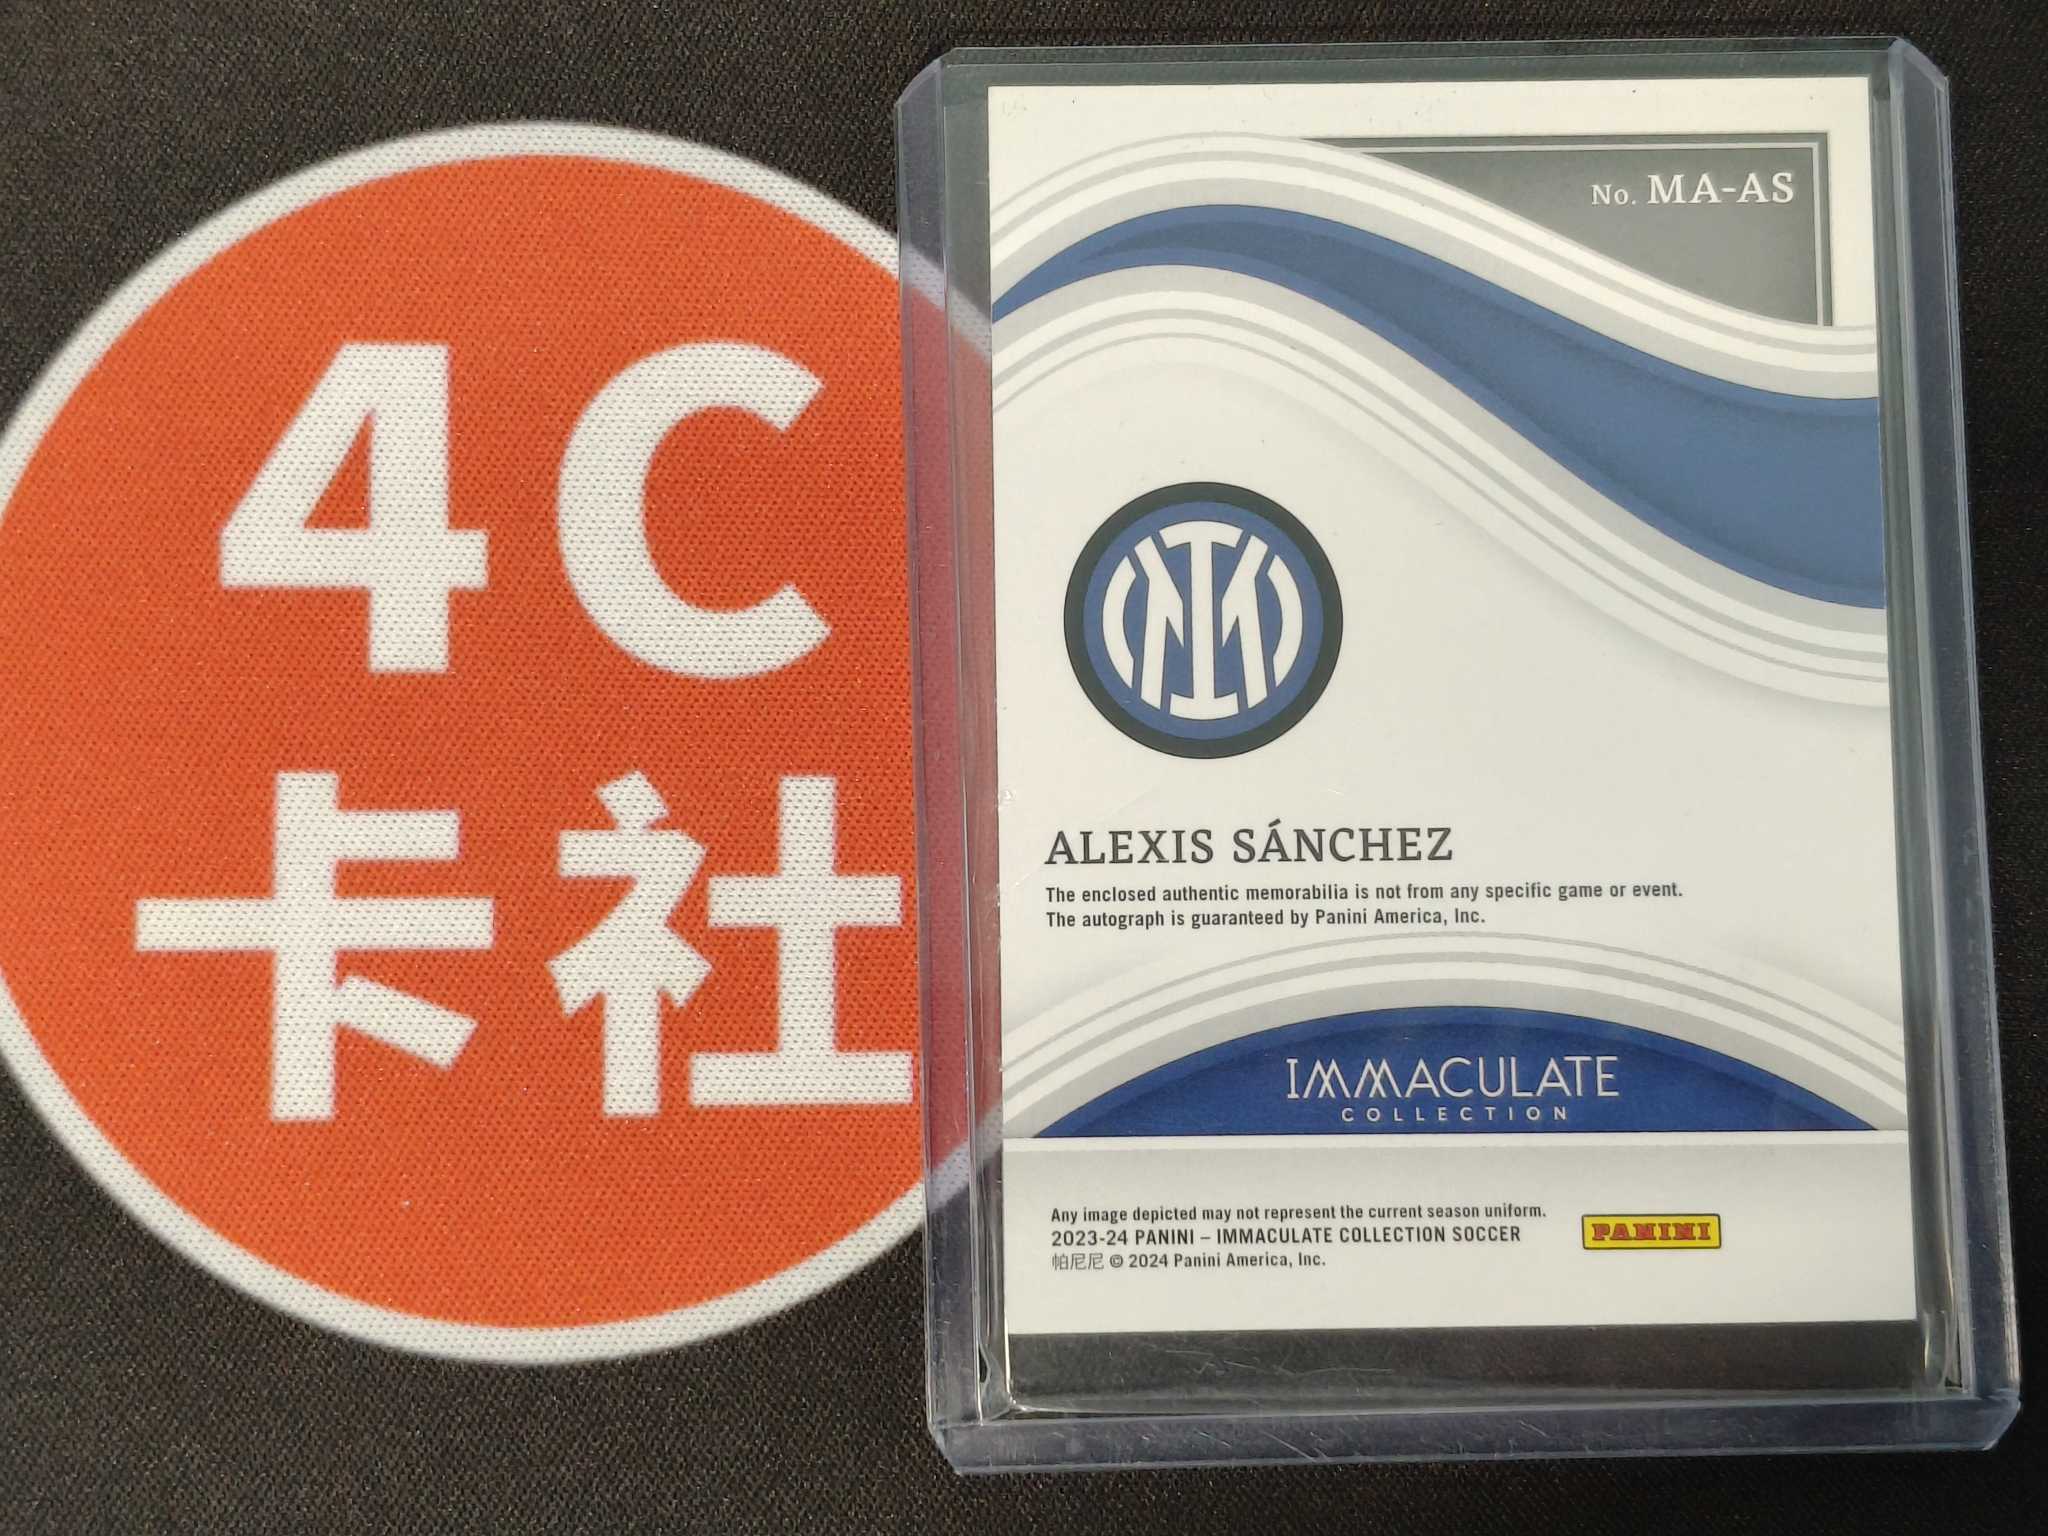 4C
卡社
No. MA-AS
ALEXIS SÁNCHEZ
The enclosed authentic memorabilia is not from any specific game or event.
The autograph is guaranteed by Panini America, Inc.
IMMACULATE
COLLECTION
Any image depicted may not represent the current season uniform.
2023-24 PANINI – IMMACULATE COLLECTION SOCCER
帕尼尼 © 2024 Panini America, Inc.
PANINI